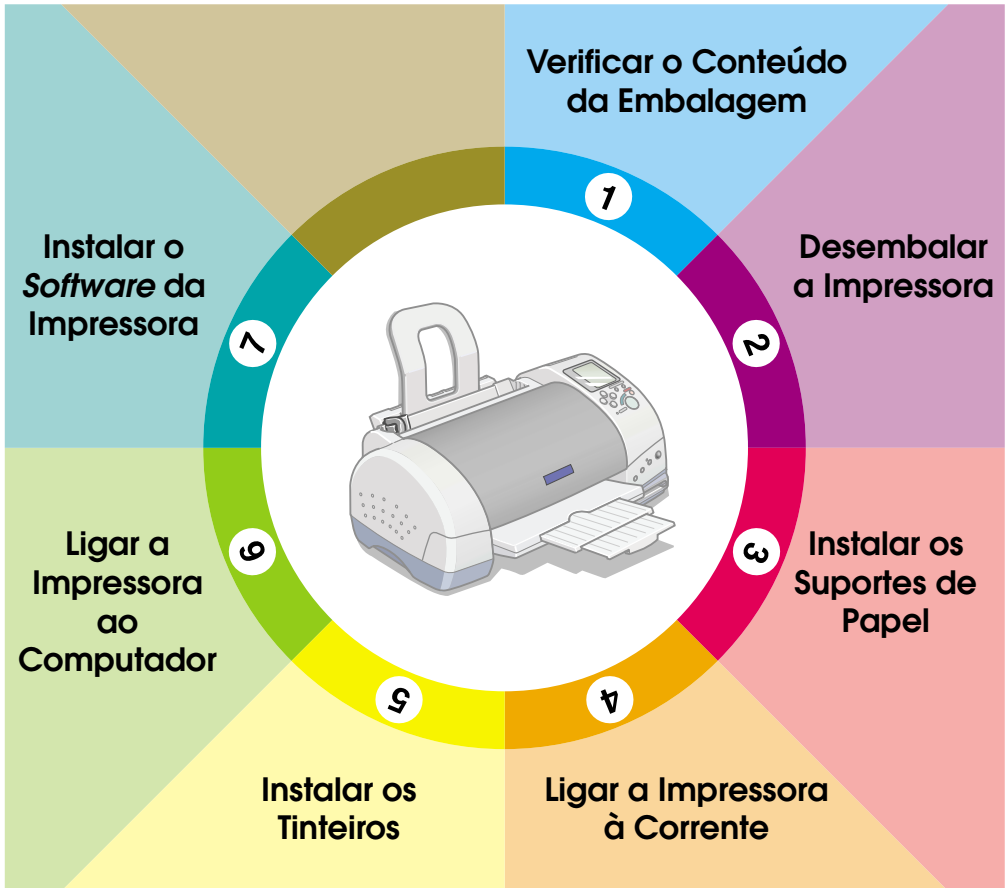 1
Verificar o Conteúdo
da Embalagem
2
Desembalar
a Impressora
3
Instalar os
Suportes de
Papel
4
Ligar a Impressora
à Corrente
5
Instalar os
Tinteiros
6
Ligar a
Impressora
ao
Computador
7
Instalar o
Software da
Impressora